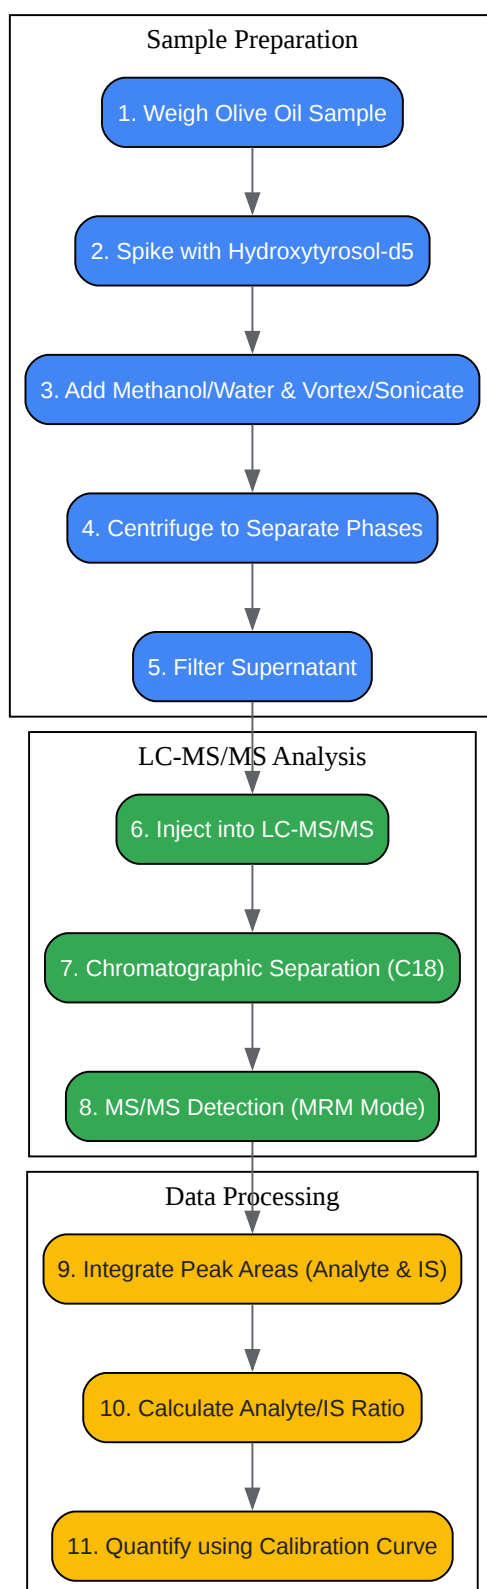 Sample Preparation
1. Weigh Olive Oil Sample
2. Spike with Hydroxytyrosol-d5
3. Add Methanol/Water & Vortex/Sonicate
4. Centrifuge to Separate Phases
5. Filter Supernatant
LC-MS/MS Analysis
6. Inject into LC-MS/MS
7. Chromatographic Separation (C18)
8. MS/MS Detection (MRM Mode)
Data Processing
9. Integrate Peak Areas (Analyte & IS)
10. Calculate Analyte/IS Ratio
11. Quantify using Calibration Curve